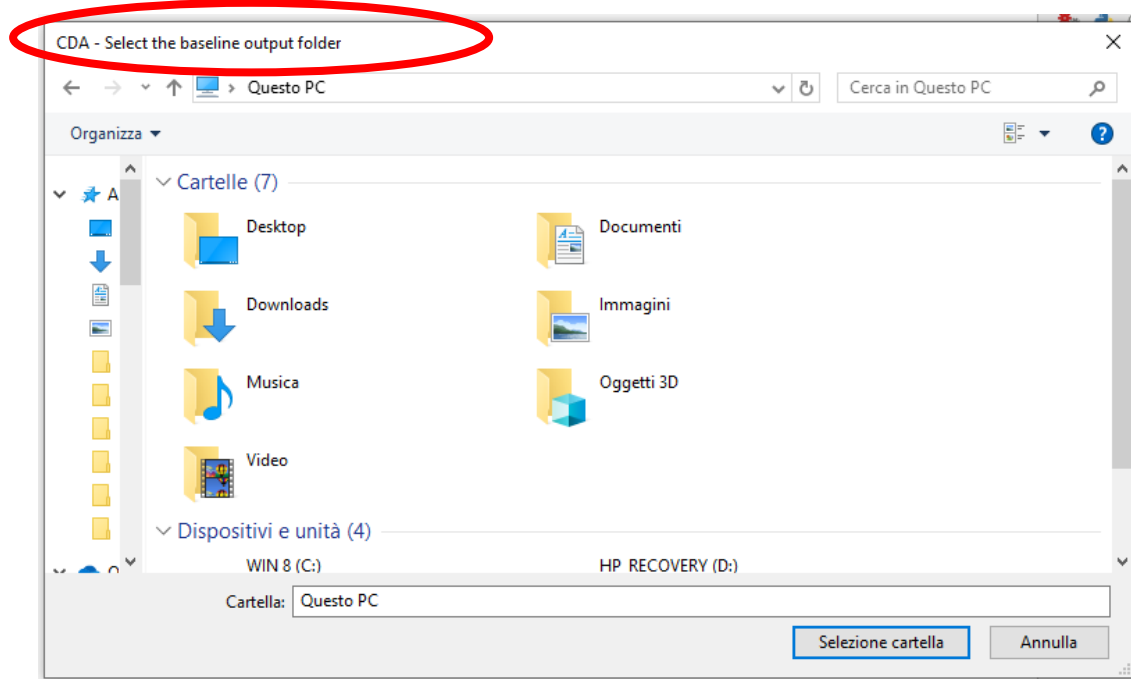 CDA - Select the baseline output folder
Questo PC
Cerca in Questo PC
Organizza
A
Cartelle (7)
Desktop
Documenti
Downloads
Immagini
Musica
Oggetti 3D
Video
Dispositivi e unità (4)
WIN 8 (C:)
HP_RECOVERY (D:)
Cartella: Questo PC
Selezione cartella
Annulla